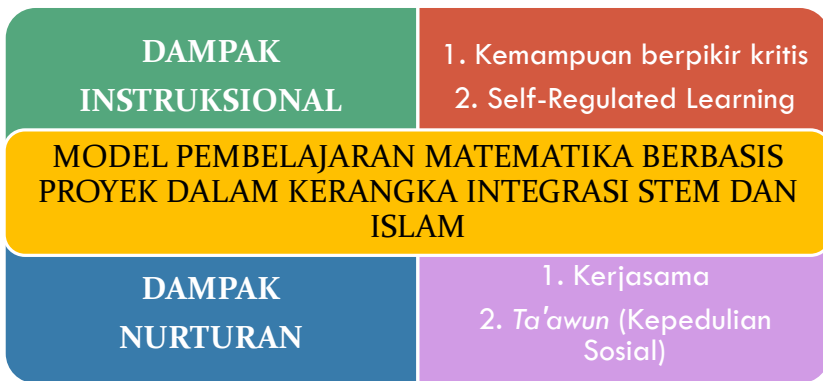 DAMPAK
INSTRUKSIONAL
1. Kemampuan berpikir kritis
2. Self-Regulated Learning
MODEL PEMBELAJARAN MATEMATIKA BERBASIS
PROYEK DALAM KERANGKA INTEGRASI STEM DAN
ISLAM
DAMPAK
NURTURAN
1. Kerjasama
2. Ta'awun (Kepedulian
Sosial)